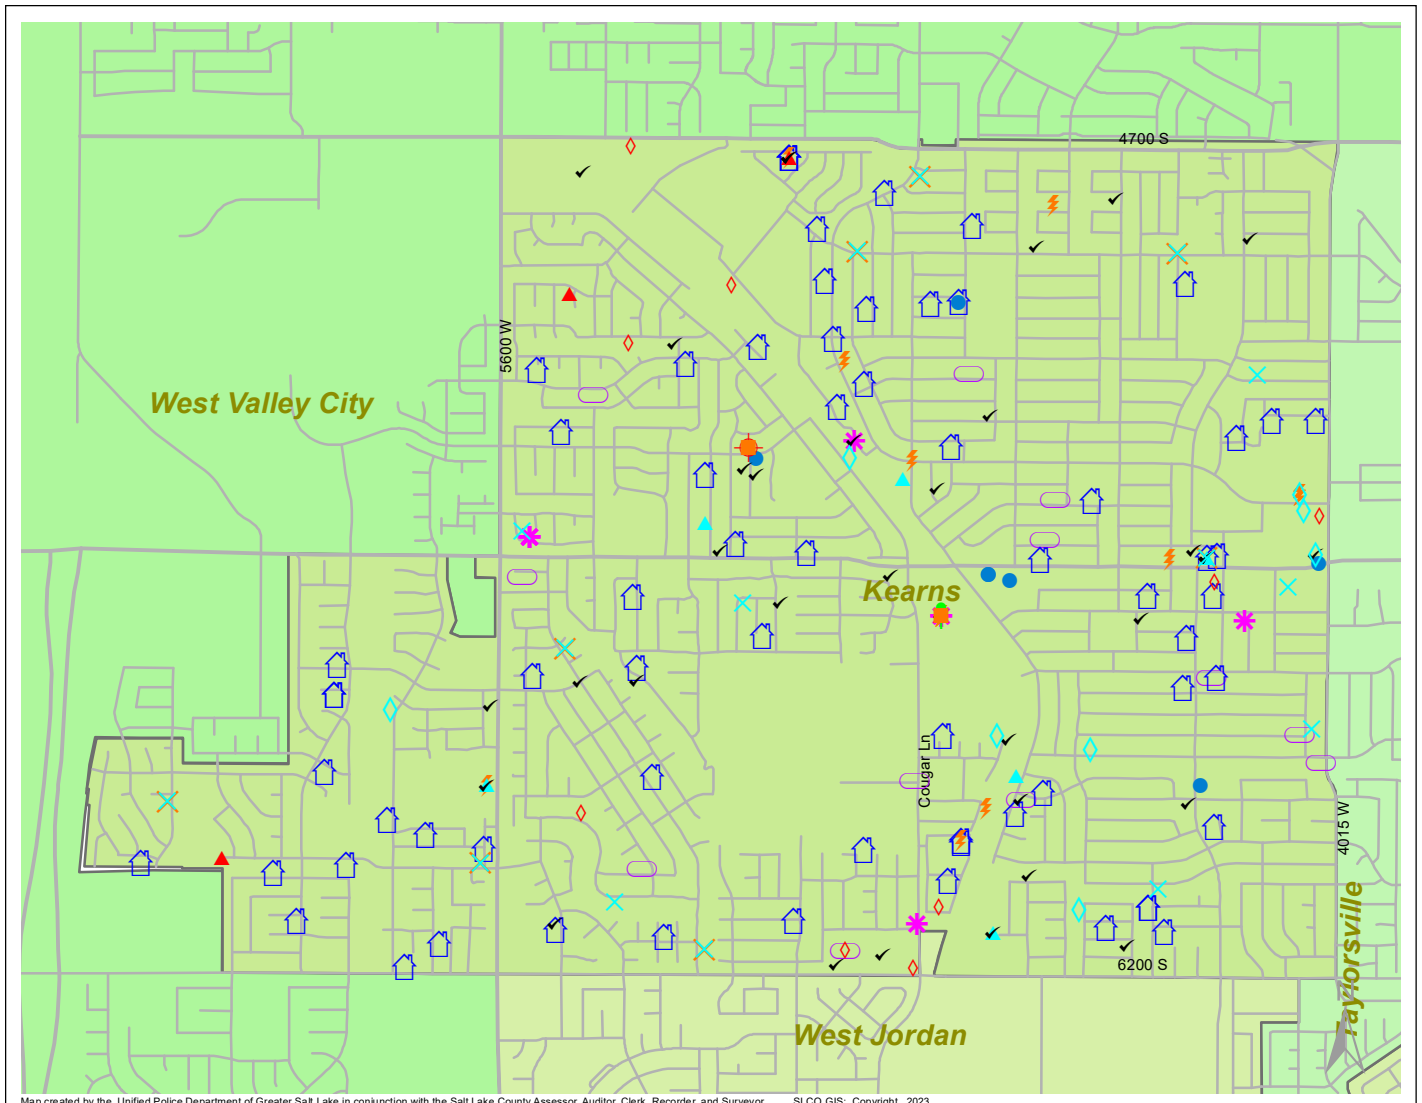 4700 S
5600 W
West Valley City
Kearns
Cougar Ln
4015 W
Taylorsville
6200 S
West Jordan
Map created by the Unified Police Department of Greater Salt Lake in conjunction with the Salt Lake County Assessor, Auditor, Clerk, Recorder, and Surveyor. SLCO GIS: Copyright 2023